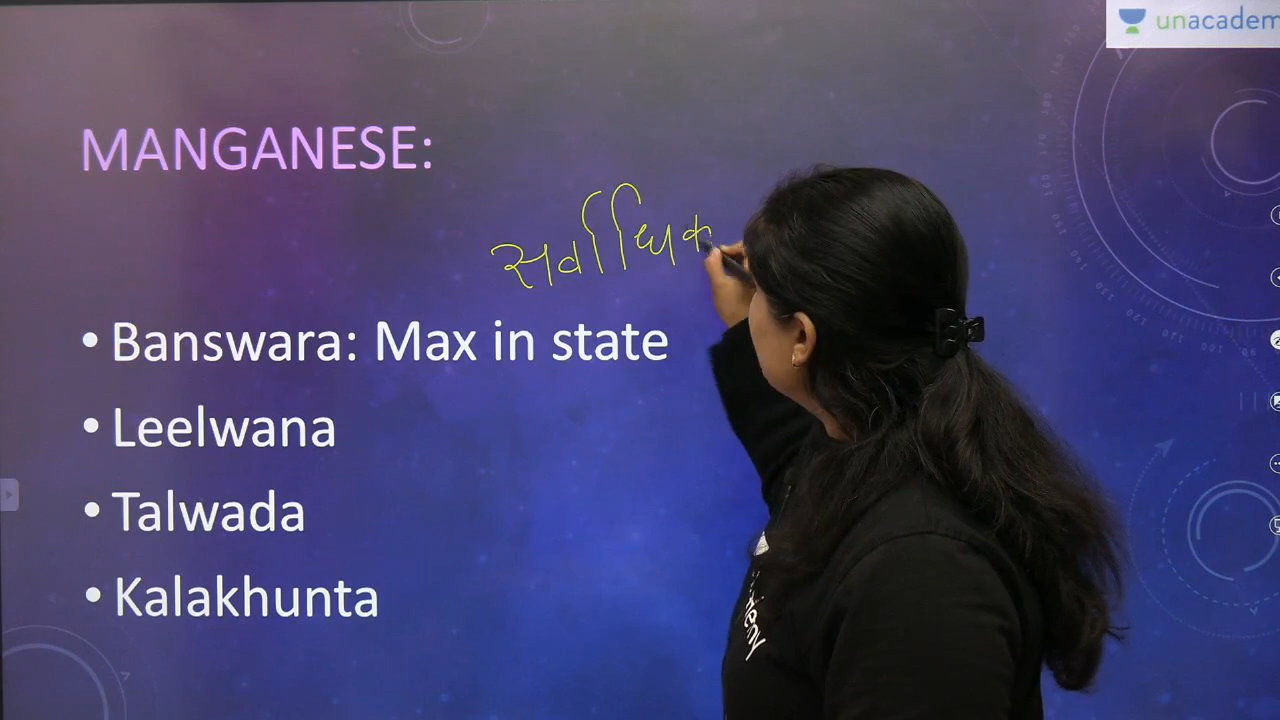 unacadem
MANGANESE:
सर्वाधिक
• Banswara: Max in state
• Leelwana
• Talwada
• Kalakhunta